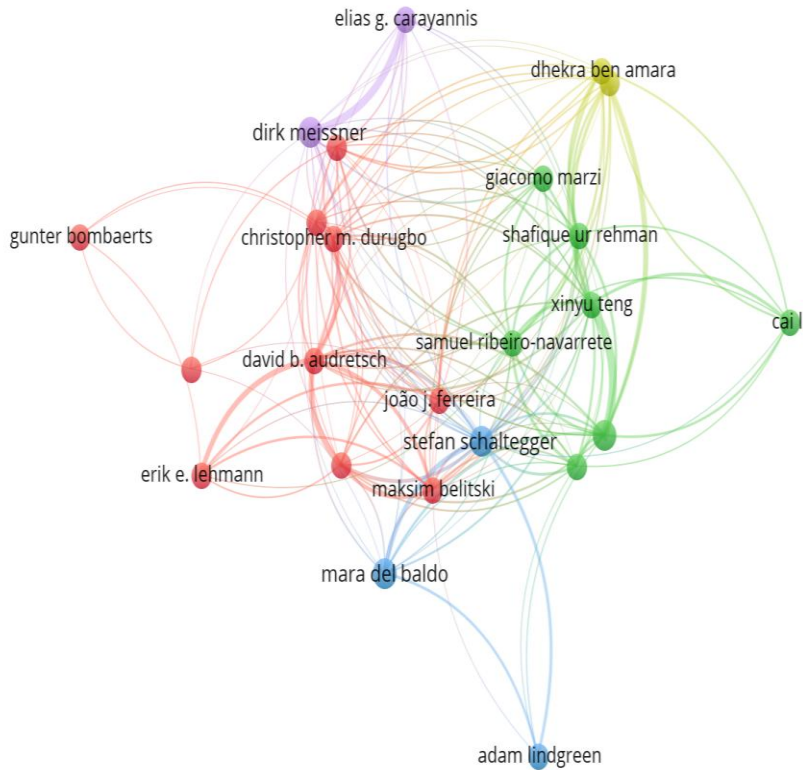 elias g. carayannis
dhekra ben amara
dirk meissner
giacomo marzi
gunter bombaerts
christopher m. durugbo
shafique ur rehman
xinyu teng
cai l
samuel ribeiro-navarrete
david b. audretsch
joão j. ferreira
stefan schaltegger
erik e. lehmann
maksim belitski
mara del baldo
adam lindgreen